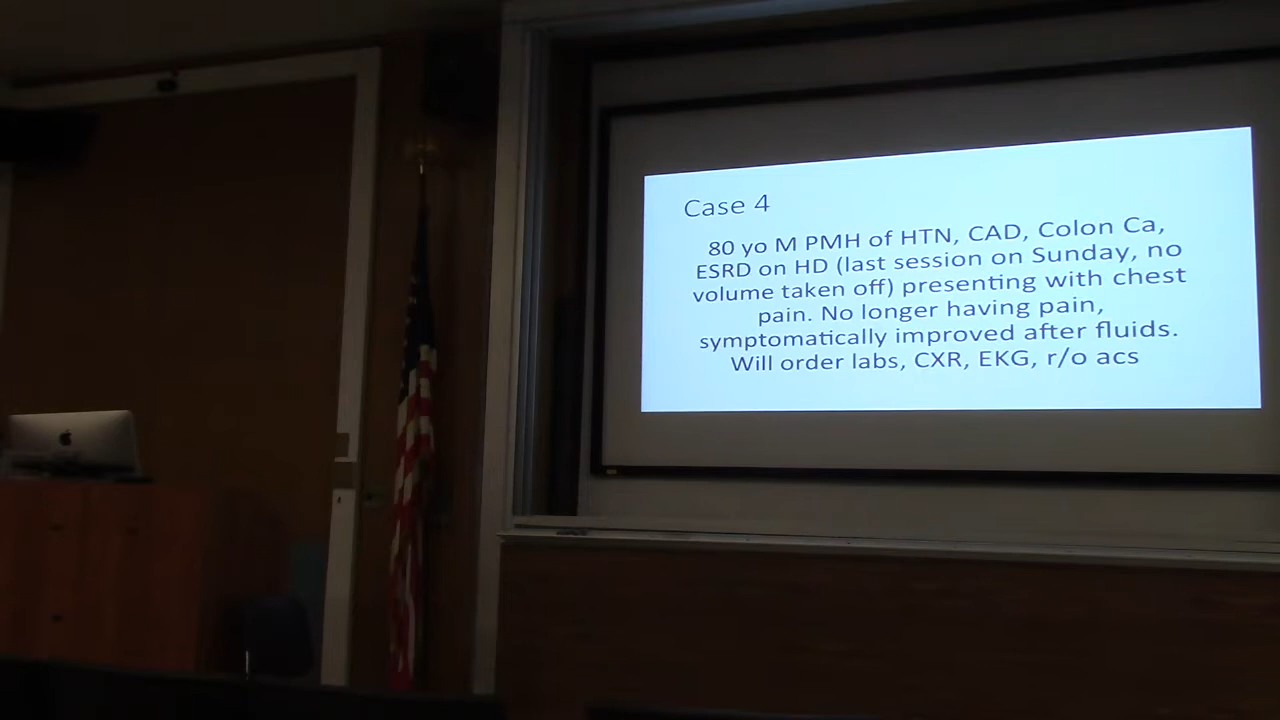 Case 4
80 yo M PMH of HTN, CAD, Colon Ca,
ESRD on HD (last session on Sunday, no
volume taken off) presenting with chest
pain. No longer having pain,
symptomatically improved after fluids.
Will order labs, CXR, EKG, r/o acs